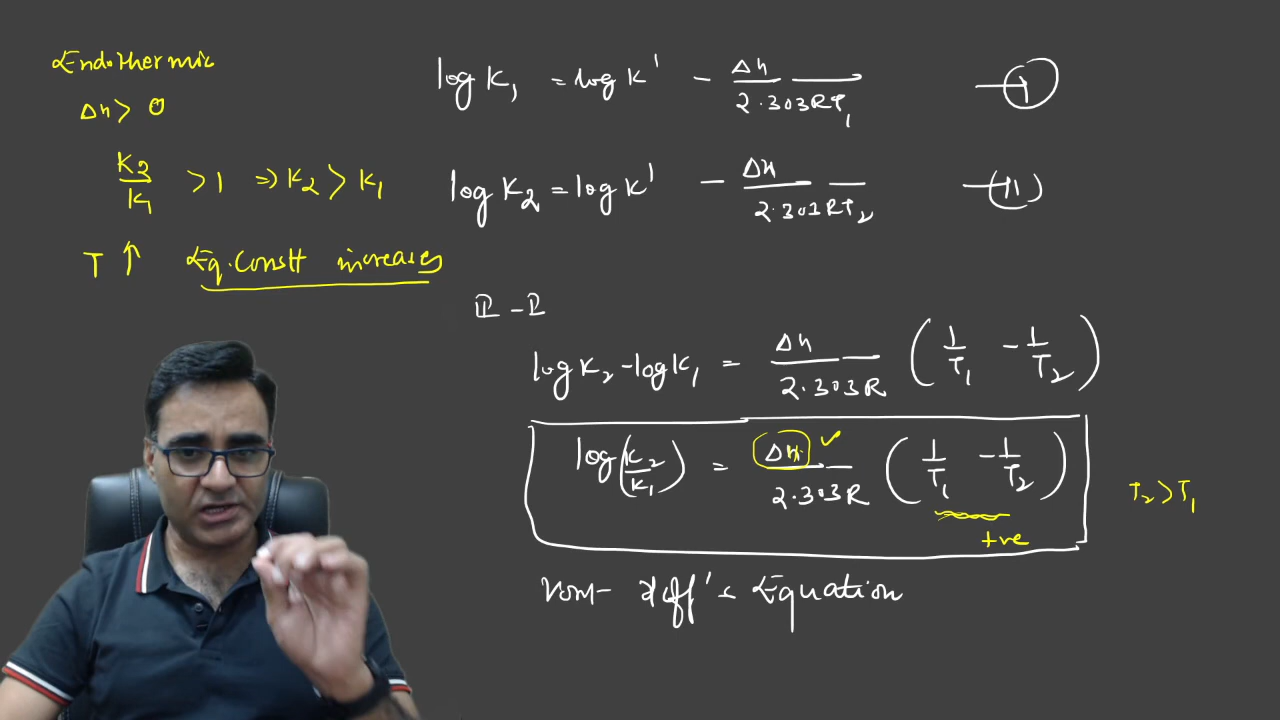 Endothermic
ΔH > 0
K2/K1 > 1 ⇒ K2 > K1
T ↑ Eq. Constt increases
log K1 = log K' - ΔH/2.303RT1 — I
log K2 = log K' - ΔH/2.303RT2 — II
II - I
log K2 - log K1 = ΔH/2.303R (1/T1 - 1/T2)
log(K2/K1) = ΔH/2.303R (1/T1 - 1/T2) ✓
+ve
T2 > T1
Equation